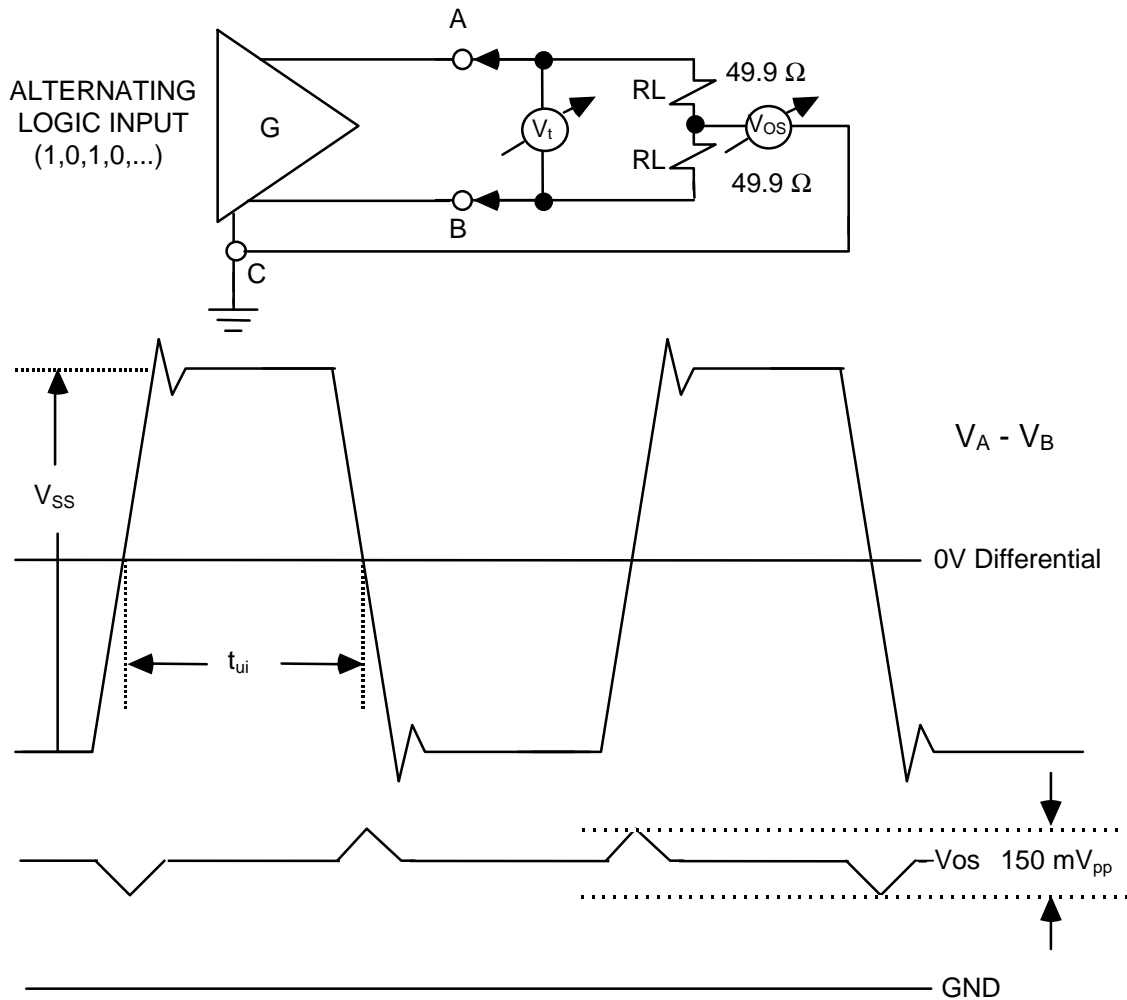 A
ALTERNATING
LOGIC INPUT
(1,0,1,0,...)
G
RL
49.9 Ω
Vt
VOS
RL
49.9 Ω
B
C
VA - VB
VSS
0V Differential
tui
Vos 150 mVpp
GND